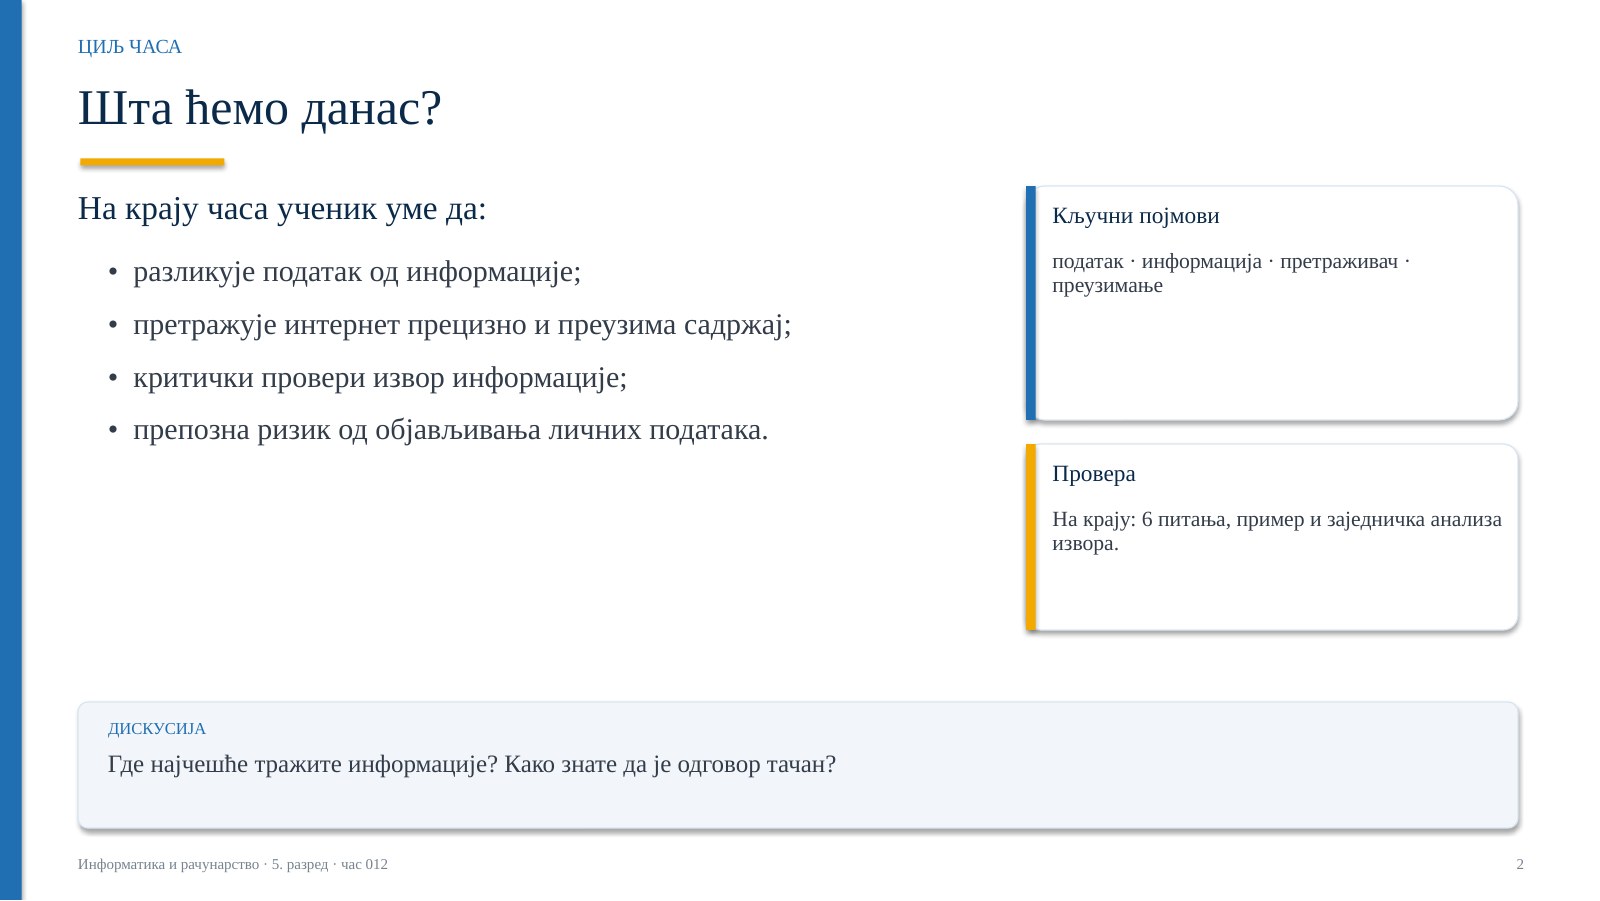 ЦИЉ ЧАСА
Шта ћемо данас?
На крају часа ученик уме да:
• разликује податак од информације;
• претражује интернет прецизно и преузима садржај;
• критички провери извор информације;
• препозна ризик од објављивања личних података.
Кључни појмови
податак · информација · претраживач ·
преузимање
Провера
На крају: 6 питања, пример и заједничка анализа
извора.
ДИСКУСИЈА
Где најчешће тражите информације? Како знате да је одговор тачан?
Информатика и рачунарство · 5. разред · час 012
2